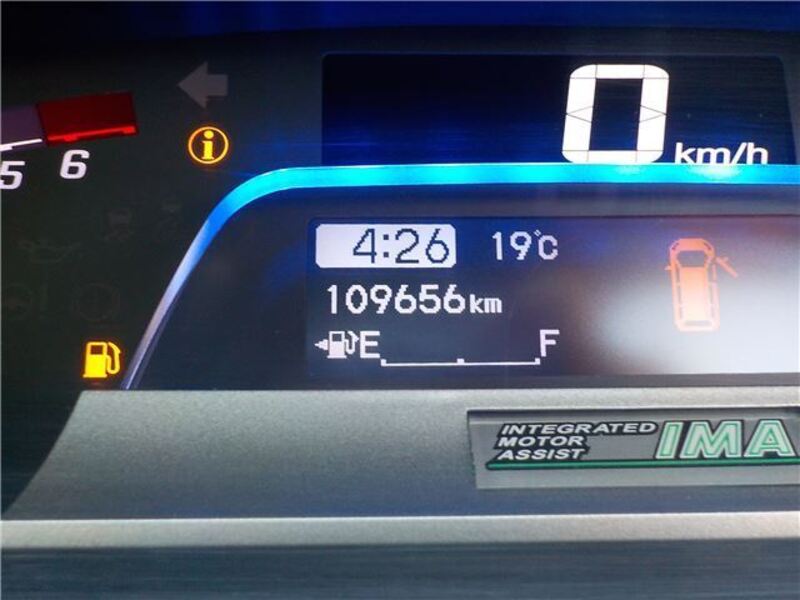 0 km/h
5 6
4:26 19°C
109656km
E F
INTEGRATED
MOTOR
ASSIST
IMA